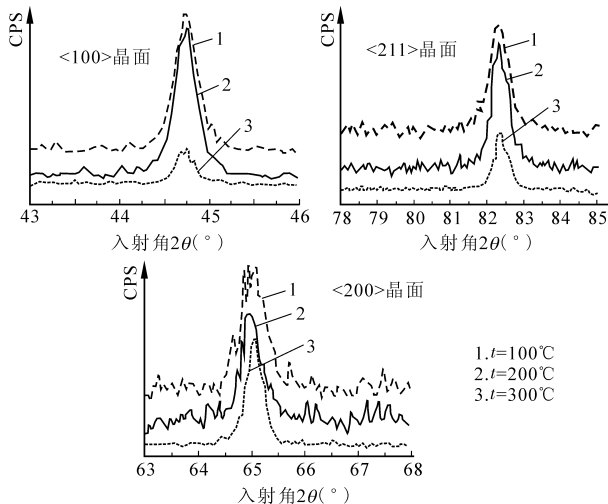 CPS
<100>晶面
1
2
3
43 44 45 46
入射角2θ(°)
CPS
<211>晶面
1
2
3
78 79 80 81 82 83 84 85
入射角2θ(°)
CPS
<200>晶面
1
2
3
63 64 65 66 67 68
入射角2θ(°)
1.t=100℃
2.t=200℃
3.t=300℃